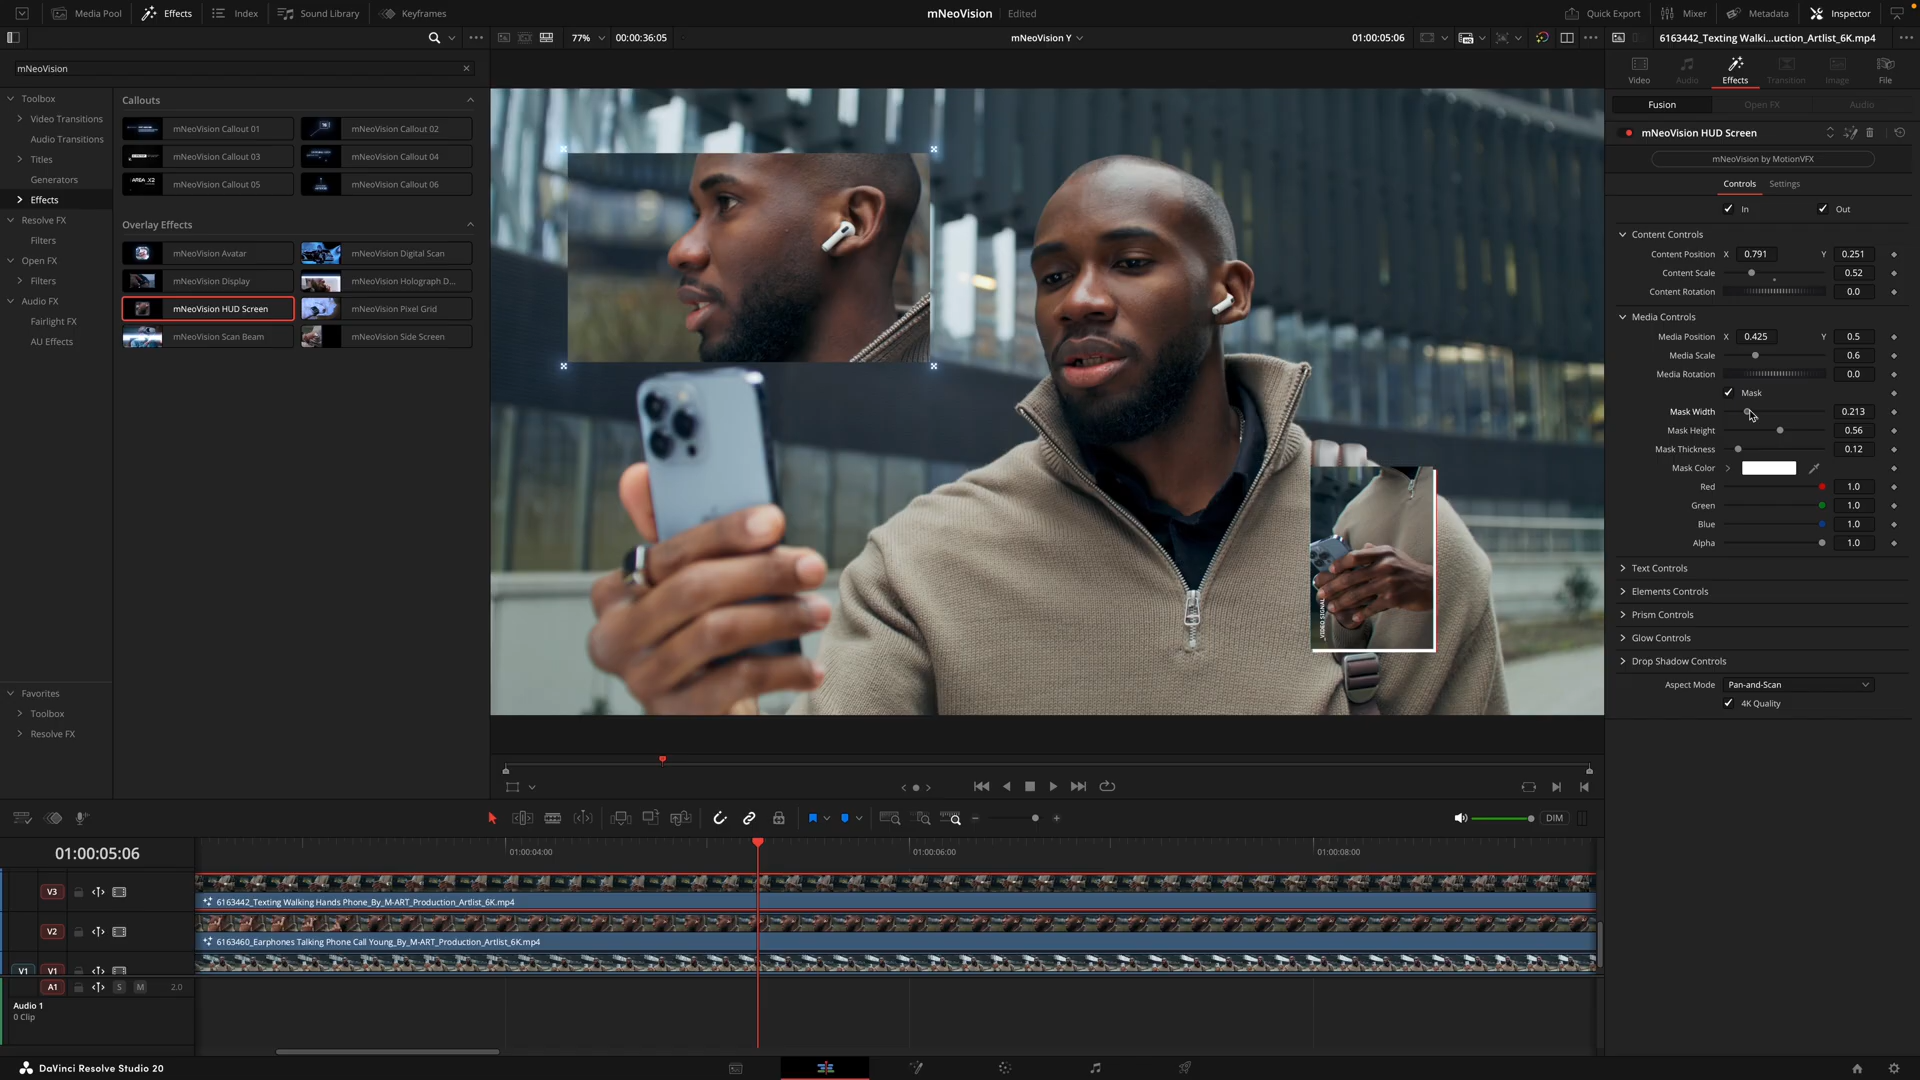 Media Pool Effects Index Sound Library Keyframes mNeoVision Edited Quick Export Mixer Metadata Inspector
77% 00:00:36:05 mNeoVision Y 01:00:05:06 6163442_Texting Walki...uction_Artlist_6K.mp4
mNeoVision
Video Audio Effects Transition Image File
Toolbox
Video Transitions
Audio Transitions
Titles
Generators
Effects
Resolve FX
Filters
Open FX
Filters
Audio FX
Fairlight FX
AU Effects
Favorites
Toolbox
Resolve FX
Callouts
mNeoVision Callout 01 mNeoVision Callout 02
mNeoVision Callout 03 mNeoVision Callout 04
AREA X2 mNeoVision Callout 05 mNeoVision Callout 06
Overlay Effects
mNeoVision Avatar mNeoVision Digital Scan
mNeoVision Display mNeoVision Holograph D...
mNeoVision HUD Screen mNeoVision Pixel Grid
mNeoVision Scan Beam mNeoVision Side Screen
_VIDEO SIGNAL
Fusion Open FX Audio
mNeoVision HUD Screen
mNeoVision by MotionVFX
Controls Settings
In Out
Content Controls
Content Position X 0.791 Y 0.251
Content Scale 0.52
Content Rotation 0.0
Media Controls
Media Position X 0.425 Y 0.5
Media Scale 0.6
Media Rotation 0.0
Mask
Mask Width 0.213
Mask Height 0.56
Mask Thickness 0.12
Mask Color
Red 1.0
Green 1.0
Blue 1.0
Alpha 1.0
Text Controls
Elements Controls
Prism Controls
Glow Controls
Drop Shadow Controls
Aspect Mode Pan-and-Scan
4K Quality
DIM
01:00:05:06 01:00:04:00 01:00:06:00 01:00:08:00
V3 6163442_Texting Walking Hands Phone_By_M-ART_Production_Artlist_6K.mp4
V2 6163460_Earphones Talking Phone Call Young_By_M-ART_Production_Artlist_6K.mp4
V1 V1
A1 S M 2.0
Audio 1
0 Clip
DaVinci Resolve Studio 20